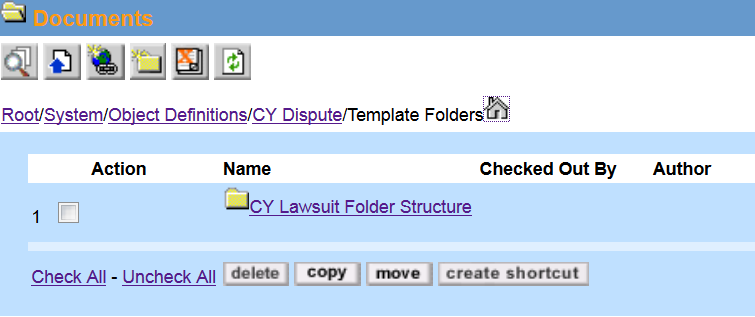 Documents
Root/System/Object Definitions/CY Dispute/Template Folders
Action Name Checked Out By Author
1 CY Lawsuit Folder Structure
Check All - Uncheck All delete copy move create shortcut